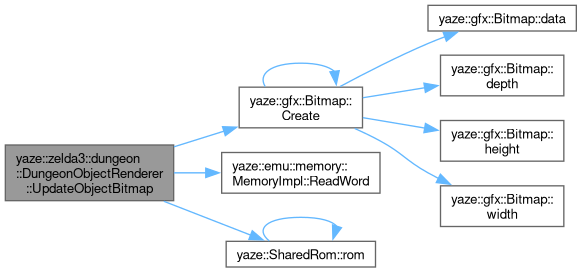 yaze::zelda3::dungeon
::DungeonObjectRenderer
::UpdateObjectBitmap
yaze::gfx::Bitmap::
Create
yaze::emu::memory::
MemoryImpl::ReadWord
yaze::SharedRom::rom
yaze::gfx::Bitmap::data
yaze::gfx::Bitmap::
depth
yaze::gfx::Bitmap::
height
yaze::gfx::Bitmap::
width